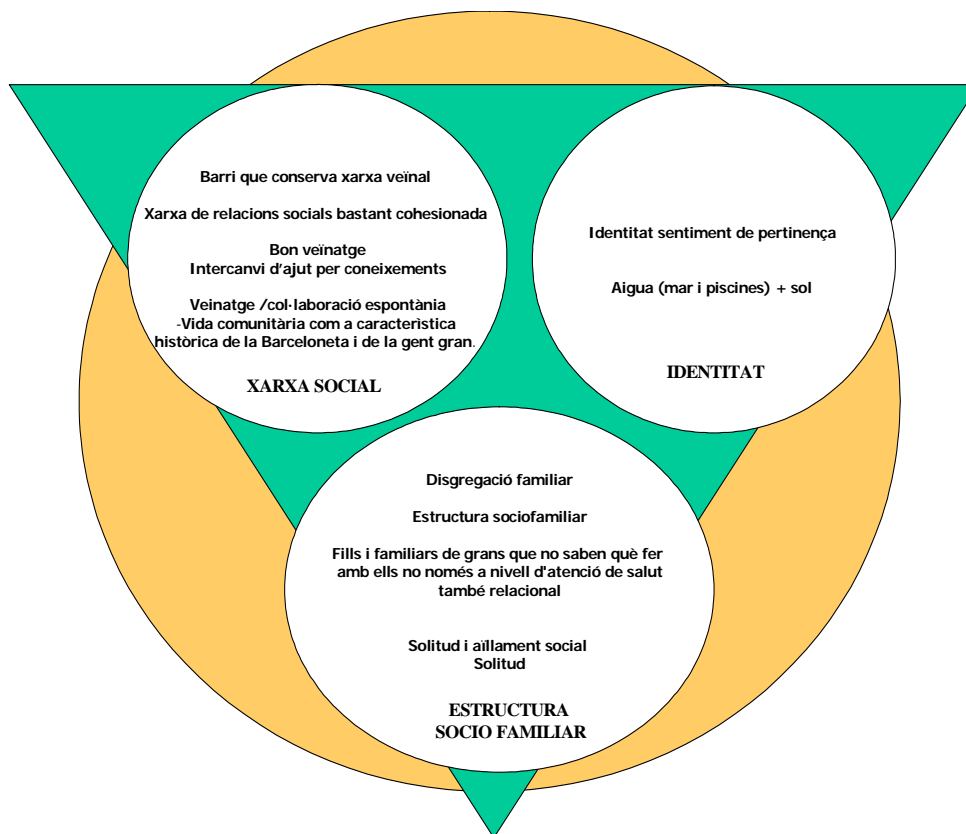 Barri que conserva xarxa veïnal
Xarxa de relacions socials bastant cohesionada
Bon veïnatge
Intercanvi d'ajut per coneixements
Veinatge /col·laboració espontània
-Vida comunitària com a caracterìstica
històrica de la Barceloneta i de la gent gran.
XARXA SOCIAL
Identitat sentiment de pertinença
Aigua (mar i piscines) + sol
IDENTITAT
Disgregació familiar
Estructura sociofamiliar
Fills i familiars de grans que no saben què fer
amb ells no només a nivell d'atenció de salut
també relacional
Solitud i aïllament social
Solitud
ESTRUCTURA
SOCIO FAMILIAR